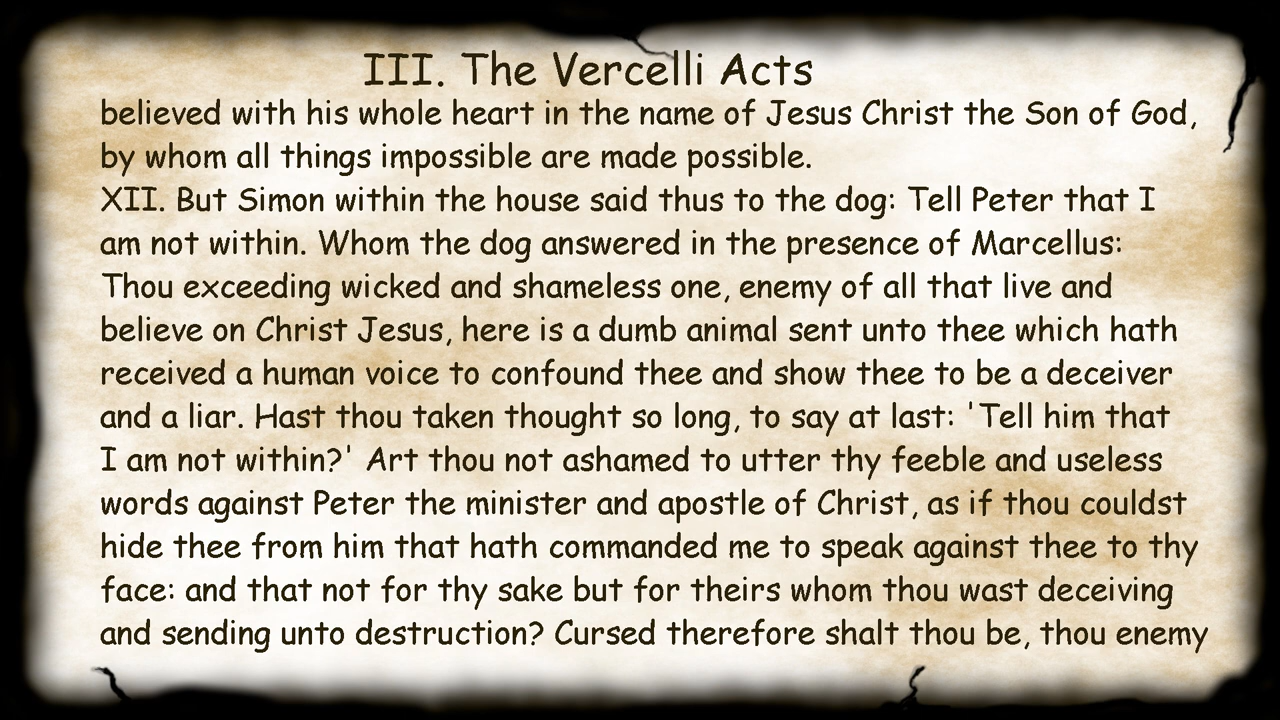 III. The Vercelli Acts
believed with his whole heart in the name of Jesus Christ the Son of God,
by whom all things impossible are made possible.
XII. But Simon within the house said thus to the dog: Tell Peter that I
am not within. Whom the dog answered in the presence of Marcellus:
Thou exceeding wicked and shameless one, enemy of all that live and
believe on Christ Jesus, here is a dumb animal sent unto thee which hath
received a human voice to confound thee and show thee to be a deceiver
and a liar. Hast thou taken thought so long, to say at last: 'Tell him that
I am not within?' Art thou not ashamed to utter thy feeble and useless
words against Peter the minister and apostle of Christ, as if thou couldst
hide thee from him that hath commanded me to speak against thee to thy
face: and that not for thy sake but for theirs whom thou wast deceiving
and sending unto destruction? Cursed therefore shalt thou be, thou enemy